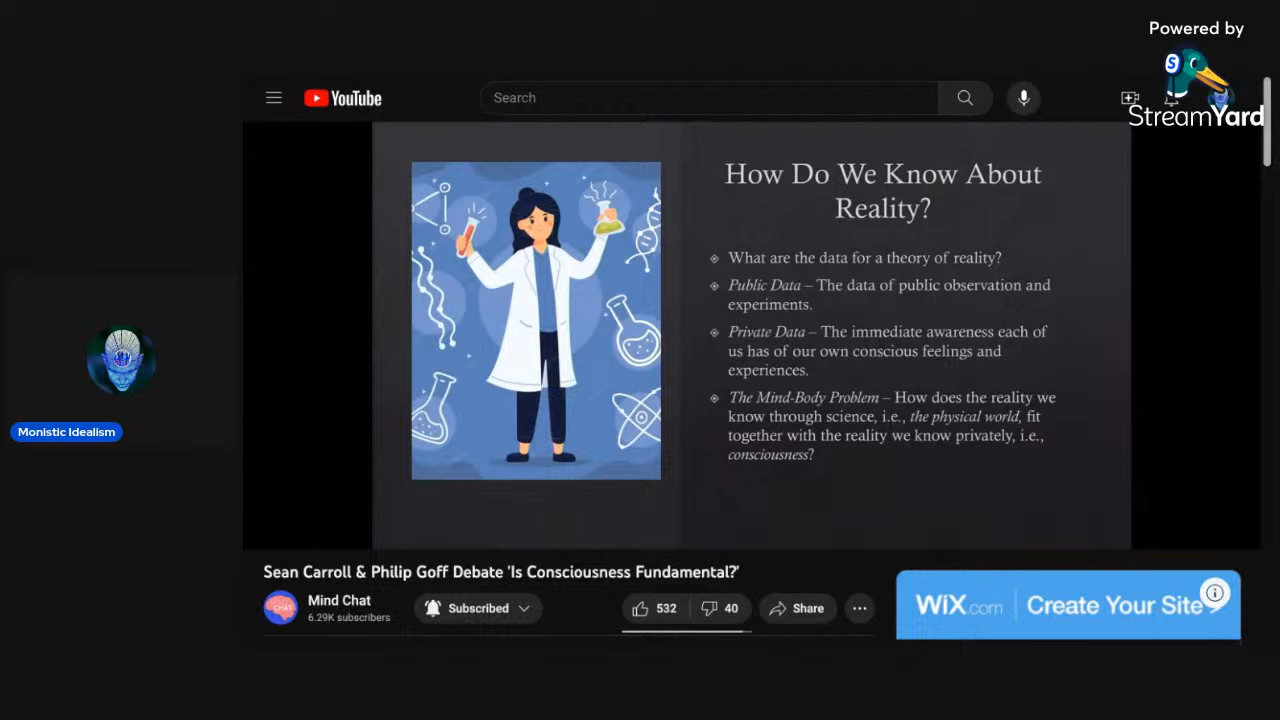 Powered by
StreamYard
YouTube
Search
How Do We Know About
Reality?
What are the data for a theory of reality?
Public Data – The data of public observation and
experiments.
Private Data – The immediate awareness each of
us has of our own conscious feelings and
experiences.
The Mind-Body Problem – How does the reality we
know through science, i.e., the physical world, fit
together with the reality we know privately, i.e.,
consciousness?
Monistic Idealism
Sean Carroll & Philip Goff Debate 'Is Consciousness Fundamental?'
CHAT
Mind Chat
6.29K subscribers
Subscribed
532
40
Share
WiX.com
Create Your Site